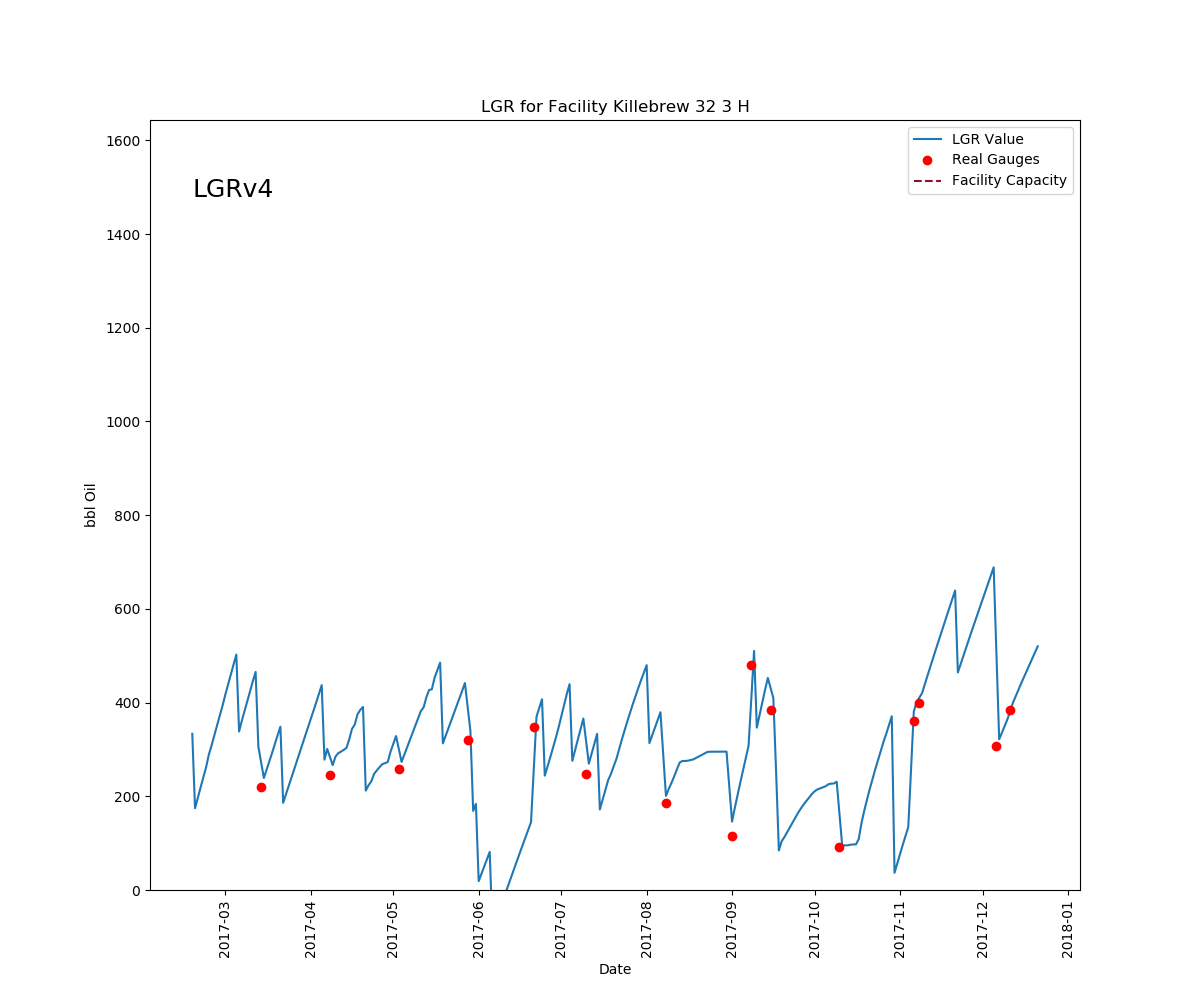 LGR for Facility Killebrew 32 3 H
LGRv4
LGR Value
Real Gauges
Facility Capacity
1600
1400
1200
1000
800
600
400
200
0
bbl Oil
2017-03
2017-04
2017-05
2017-06
2017-07
2017-08
2017-09
2017-10
2017-11
2017-12
2018-01
Date